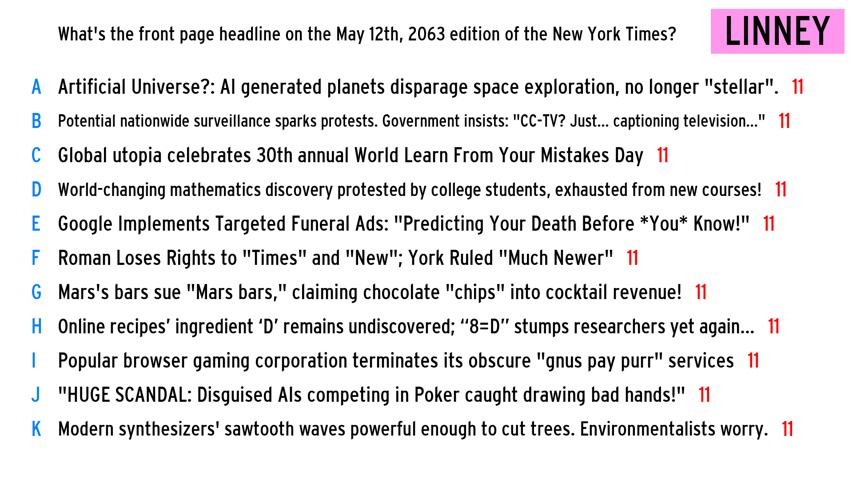 What's the front page headline on the May 12th, 2063 edition of the New York Times?
LINNEY
A Artificial Universe?: AI generated planets disparage space exploration, no longer "stellar". 11
B Potential nationwide surveillance sparks protests. Government insists: "CC-TV? Just... captioning television..." 11
C Global utopia celebrates 30th annual World Learn From Your Mistakes Day 11
D World-changing mathematics discovery protested by college students, exhausted from new courses! 11
E Google Implements Targeted Funeral Ads: "Predicting Your Death Before *You* Know!" 11
F Roman Loses Rights to "Times" and "New"; York Ruled "Much Newer" 11
G Mars's bars sue "Mars bars," claiming chocolate "chips" into cocktail revenue! 11
H Online recipes’ ingredient ‘D’ remains undiscovered; “8=D” stumps researchers yet again... 11
I Popular browser gaming corporation terminates its obscure "gnus pay purr" services 11
J "HUGE SCANDAL: Disguised AIs competing in Poker caught drawing bad hands!" 11
K Modern synthesizers' sawtooth waves powerful enough to cut trees. Environmentalists worry. 11